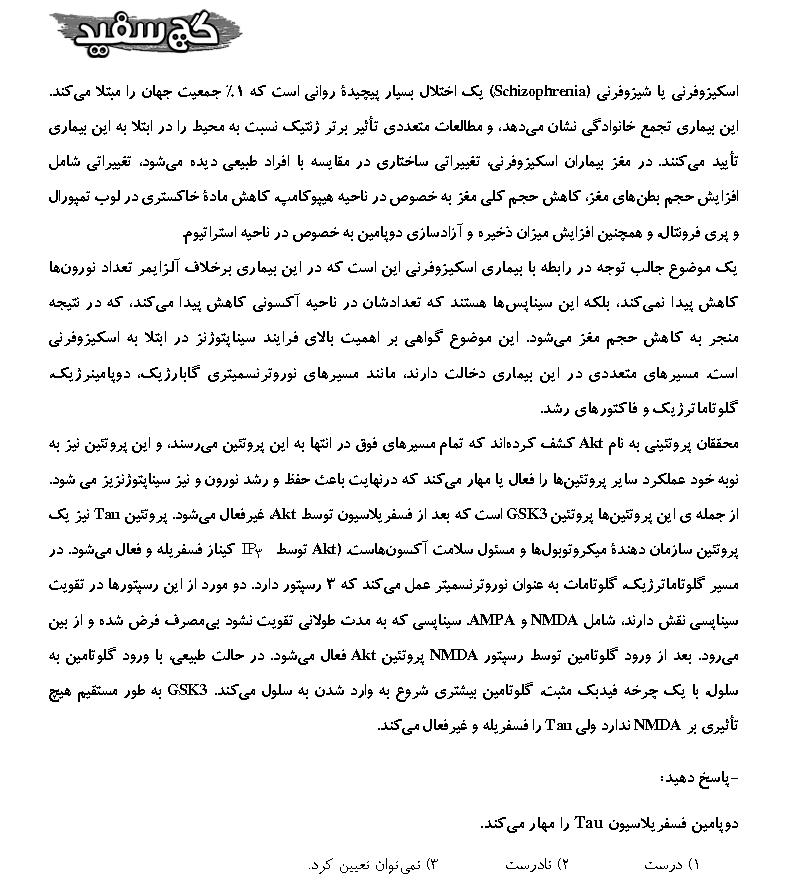 گچ سفید
اسکیزوفرنی یا شیزوفرنی (Schizophrenia) یک اختلال بسیار پیچیدهٔ روانی است که ۱٪ جمعیت جهان را مبتلا می‌کند.
این بیماری تجمع خانوادگی نشان می‌دهد، و مطالعات متعددی تأثیر برتر ژنتیک نسبت به محیط را در ابتلا به این بیماری
تأیید می‌کنند. در مغز بیماران اسکیزوفرنی، تغییراتی ساختاری در مقایسه با افراد طبیعی دیده می‌شود، تغییراتی شامل
افزایش حجم بطن‌های مغز، کاهش حجم کلی مغز به خصوص در ناحیه هیپوکامپ، کاهش مادهٔ خاکستری در لوب تمپورال
و پری فرونتال، و همچنین افزایش میزان ذخیره و آزادسازی دوپامین به خصوص در ناحیه استراتیوم.
یک موضوع جالب توجه در رابطه با بیماری اسکیزوفرنی این است که در این بیماری برخلاف آلزایمر تعداد نورون‌ها
کاهش پیدا نمی‌کند، بلکه این سیناپس‌ها هستند که تعدادشان در ناحیه آکسونی کاهش پیدا می‌کند، که در نتیجه
منجر به کاهش حجم مغز می‌شود. این موضوع گواهی بر اهمیت بالای فرایند سیناپتوژنز در ابتلا به اسکیزوفرنی
است. مسیرهای متعددی در این بیماری دخالت دارند، مانند مسیرهای نوروترنسمیتری گابارژیک، دوپامینرژیک،
گلوتاماترژیک و فاکتورهای رشد.
محققان پروتئینی به نام Akt کشف کرده‌اند که تمام مسیرهای فوق در انتها به این پروتئین می‌رسند، و این پروتئین نیز به
نوبه خود عملکرد سایر پروتئین‌ها را فعال یا مهار می‌کند که درنهایت باعث حفظ و رشد نورون و نیز سیناپتوژنزیز می شود.
از جمله ی این پروتئین‌ها پروتئین GSK3 است که بعد از فسفریلاسیون توسط Akt، غیرفعال می‌شود. پروتئین Tau نیز یک
پروتئین سازمان دهندهٔ میکروتوبول‌ها و مسئول سلامت آکسون‌هاست. (Akt توسط IP۳ کیناز فسفریله و فعال می‌شود. در
مسیر گلوتاماترژیک، گلوتامات به عنوان نوروترنسمیتر عمل می‌کند که ۳ رسپتور دارد. دو مورد از این رسپتورها در تقویت
سیناپسی نقش دارند، شامل NMDA و AMPA. سیناپسی که به مدت طولانی تقویت نشود بی‌مصرف فرض شده و از بین
می‌رود. بعد از ورود گلوتامین توسط رسپتور NMDA پروتئین Akt فعال می‌شود. در حالت طبیعی، با ورود گلوتامین به
سلول، با یک چرخه فیدبک مثبت، گلوتامین بیشتری شروع به وارد شدن به سلول می‌کند. GSK3 به طور مستقیم هیچ
تأثیری بر NMDA ندارد ولی Tau را فسفریله و غیرفعال می‌کند.
-پاسخ دهید:
دوپامین فسفریلاسیون Tau را مهار می‌کند.
۱) درست ۲) نادرست ۳) نمی‌توان تعیین کرد.